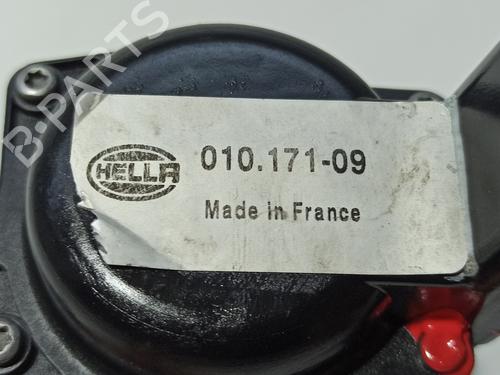 B-PARTS
HELLA
010.171-09
Made in France